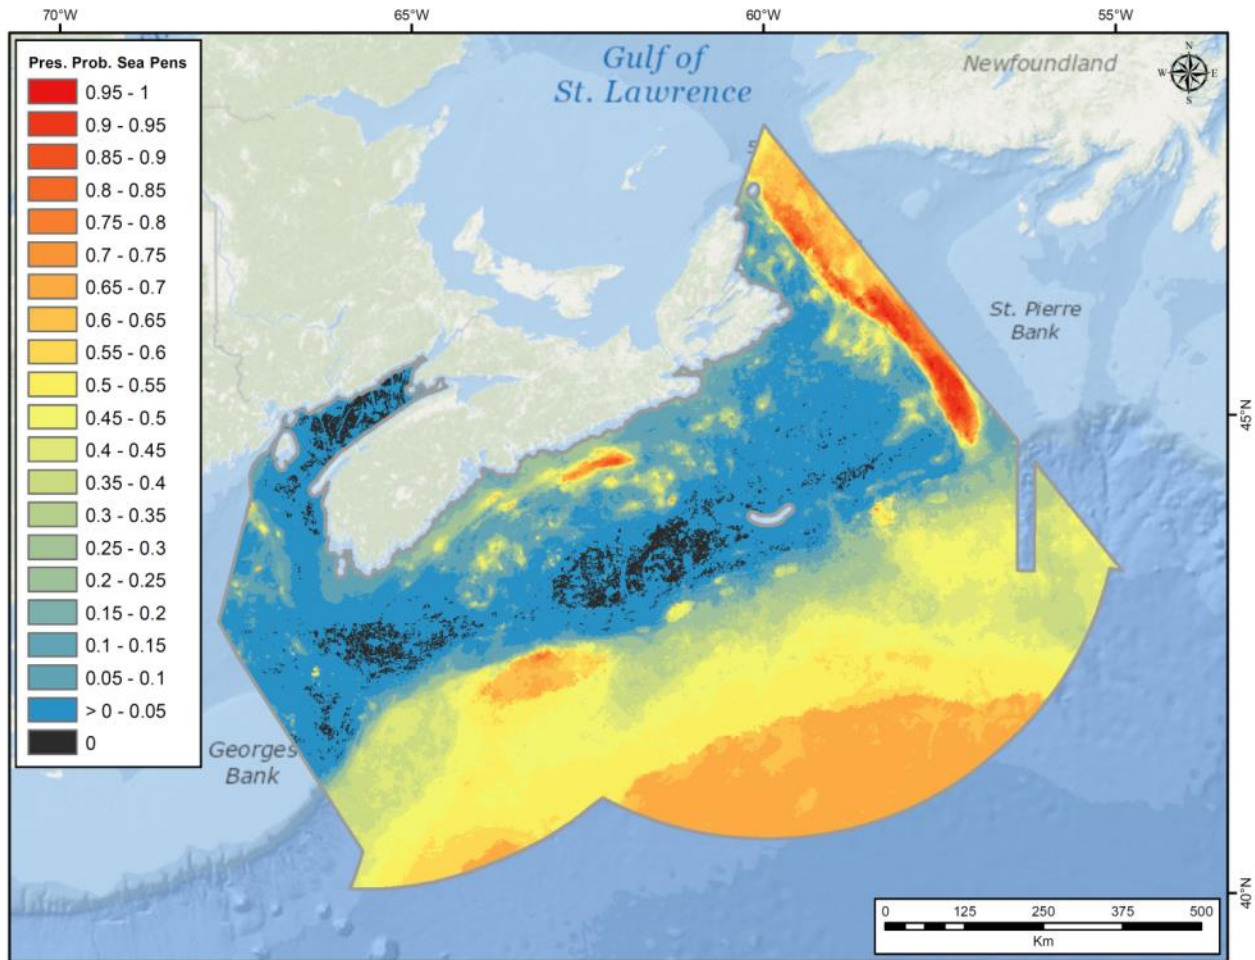 70°W
65°W
60°W
55°W
Pres. Prob. Sea Pens
0.95 - 1
0.9 - 0.95
0.85 - 0.9
0.8 - 0.85
0.75 - 0.8
0.7 - 0.75
0.65 - 0.7
0.6 - 0.65
0.55 - 0.6
0.5 - 0.55
0.45 - 0.5
0.4 - 0.45
0.35 - 0.4
0.3 - 0.35
0.25 - 0.3
0.2 - 0.25
0.15 - 0.2
0.1 - 0.15
0.05 - 0.1
> 0 - 0.05
0
Gulf of
St. Lawrence
Newfoundland
N
W
E
S
5
St. Pierre
Bank
45°N
Georges
Bank
40°N
0
125
250
375
500
Km